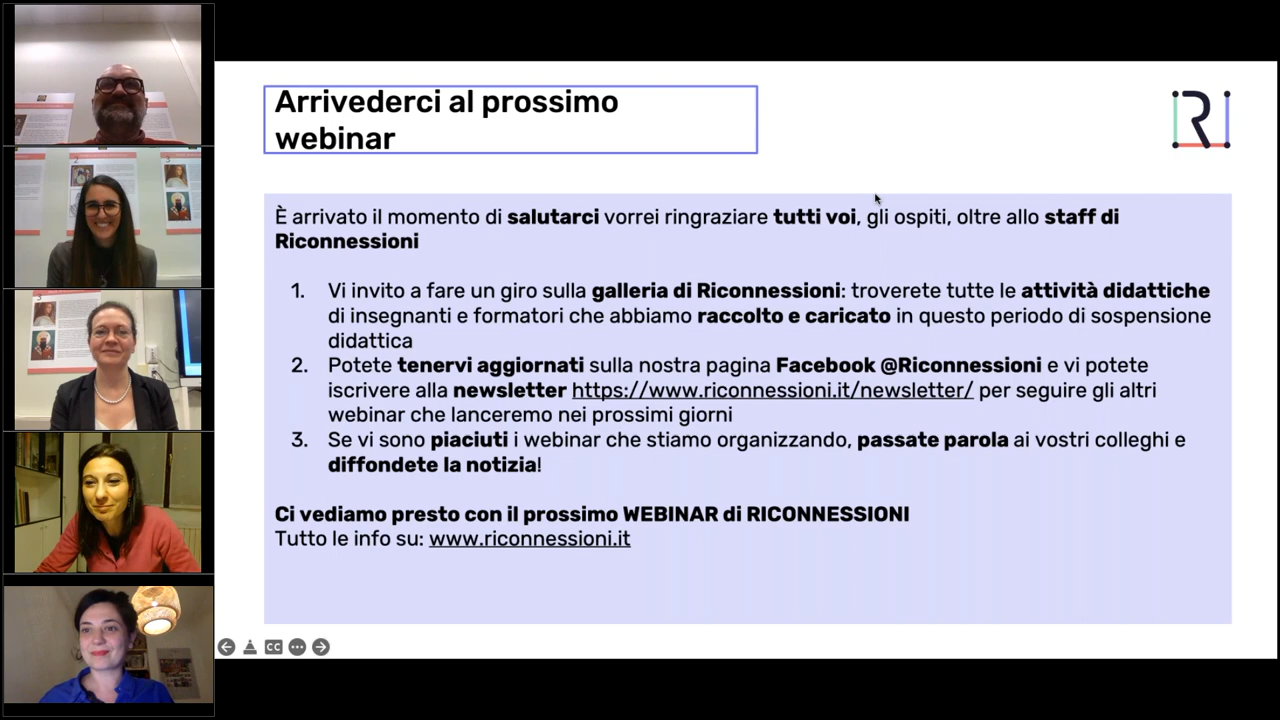 Arrivederci al prossimo
webinar
È arrivato il momento di salutarci vorrei ringraziare tutti voi, gli ospiti, oltre allo staff di
Riconnessioni
1. Vi invito a fare un giro sulla galleria di Riconnessioni: troverete tutte le attività didattiche
di insegnanti e formatori che abbiamo raccolto e caricato in questo periodo di sospensione
didattica
2. Potete tenervi aggiornati sulla nostra pagina Facebook @Riconnessioni e vi potete
iscrivere alla newsletter https://www.riconnessioni.it/newsletter/ per seguire gli altri
webinar che lanceremo nei prossimi giorni
3. Se vi sono piaciuti i webinar che stiamo organizzando, passate parola ai vostri colleghi e
diffondete la notizia!
Ci vediamo presto con il prossimo WEBINAR di RICONNESSIONI
Tutto le info su: www.riconnessioni.it
R
CC
2
3
3